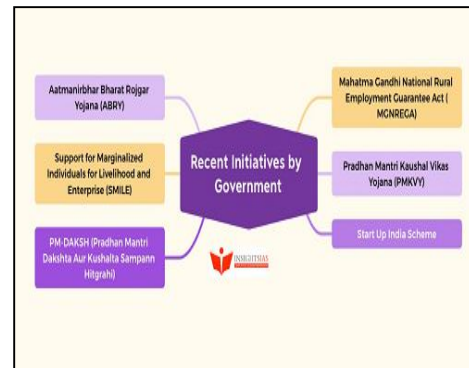 Aatmanirbhar Bharat Rojgar
Yojana (ABRY)
Support for Marginalized
Individuals for Livelihood and
Enterprise (SMILE)
PM-DAKSH (Pradhan Mantri
Dakshta Aur Kushalta Sampann
Hitgrahi)
Recent Initiatives by
Government
INSIGHTSIAS
Mahatma Gandhi National Rural
Employment Guarantee Act (
MGNREGA)
Pradhan Mantri Kaushal Vikas
Yojana (PMKVY)
Start Up India Scheme